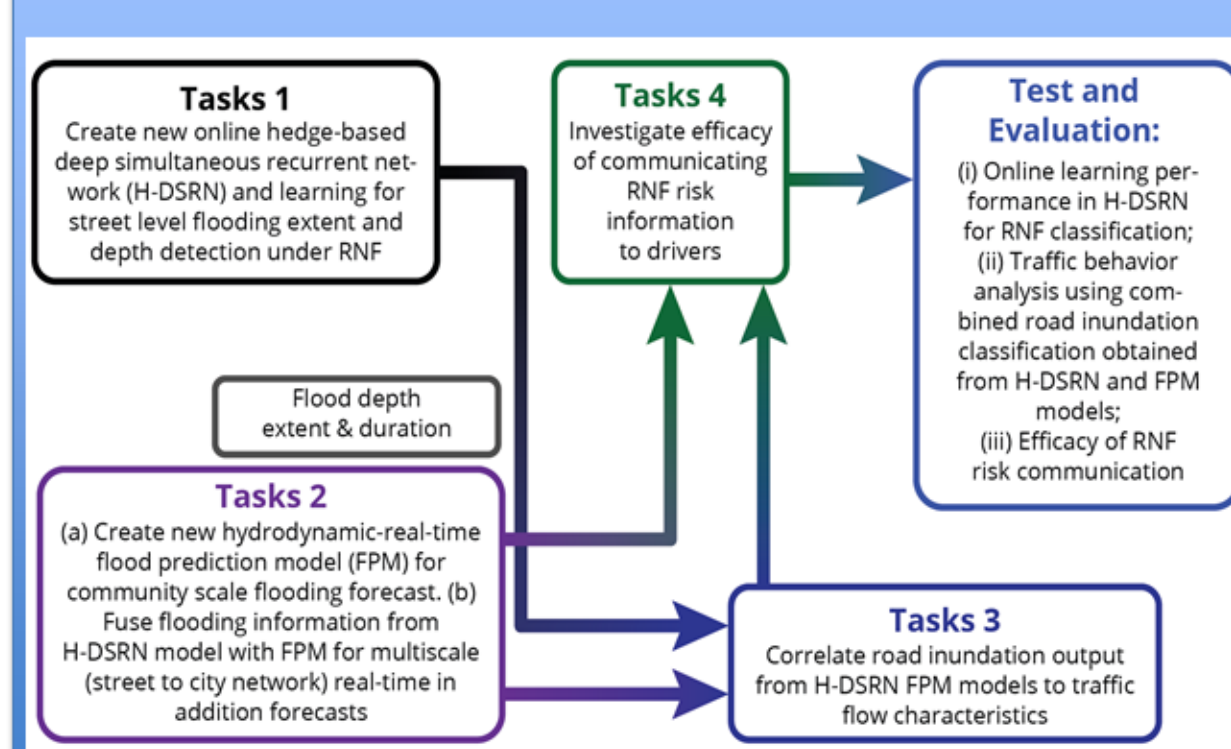 Tasks 1
Create new online hedge-based
deep simultaneous recurrent net-
work (H-DSRN) and learning for
street level flooding extent and
depth detection under RNF
Tasks 4
Investigate efficacy
of communicating
RNF risk
information
to drivers
Test and
Evaluation:
(i) Online learning per-
formance in H-DSRN
for RNF classification;
(ii) Traffic behavior
analysis using com-
bined road inundation
classification obtained
from H-DSRN and FPM
models;
(iii) Efficacy of RNF
risk communication
Flood depth
extent & duration
Tasks 2
(a) Create new hydrodynamic-real-time
flood prediction model (FPM) for
community scale flooding forecast. (b)
Fuse flooding information from
H-DSRN model with FPM for multiscale
(street to city network) real-time in
addition forecasts
Tasks 3
Correlate road inundation output
from H-DSRN FPM models to traffic
flow characteristics